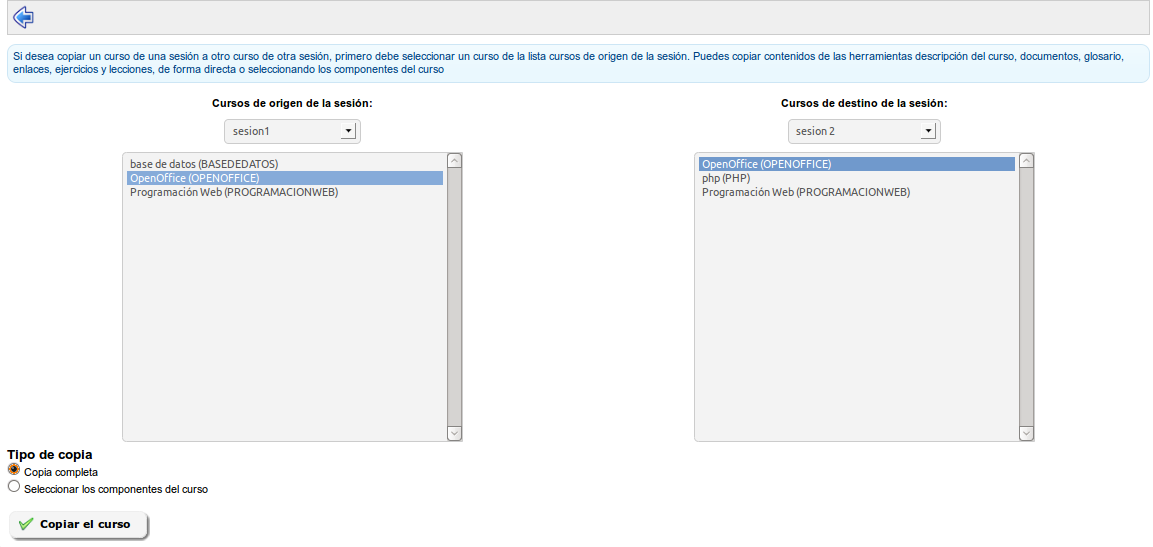 Si desea copiar un curso de una sesión a otro curso de otra sesión, primero debe seleccionar un curso de la lista cursos de origen de la sesión. Puedes copiar contenidos de las herramientas descripción del curso, documentos, glosario,
enlaces, ejercicios y lecciones, de forma directa o seleccionando los componentes del curso
Cursos de origen de la sesión:
sesion1
base de datos (BASEDEDATOS)
OpenOffice (OPENOFFICE)
Programación Web (PROGRAMACIONWEB)
Cursos de destino de la sesión:
sesion 2
OpenOffice (OPENOFFICE)
php (PHP)
Programación Web (PROGRAMACIONWEB)
Tipo de copia
Copia completa
Seleccionar los componentes del curso
Copiar el curso